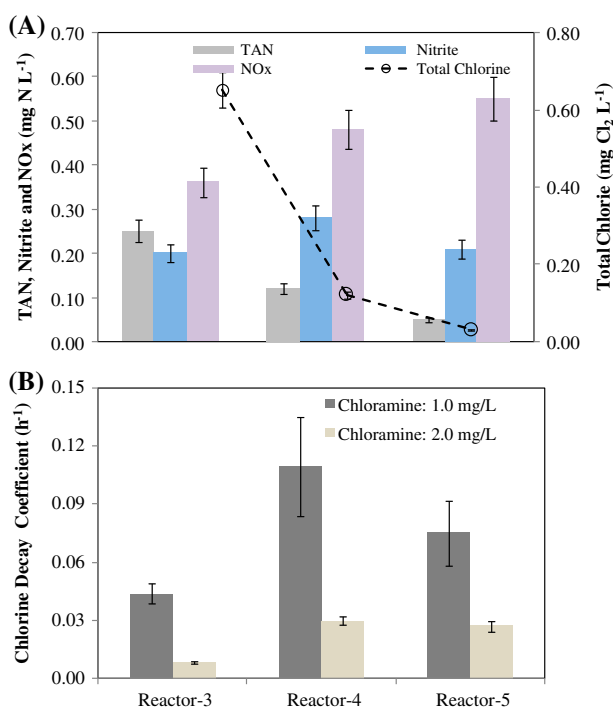 (A)
TAN, Nitrite and NOx (mg N L-1)
0.70
0.60
0.50
0.40
0.30
0.20
0.10
0.00
TAN
Nitrite
NOx
Total Chlorine
0.80
0.60
0.40
0.20
0.00
Total Chlorie (mg Cl2 L-1)
(B)
Chlorine Decay Coefficient (h-1)
0.15
0.12
0.09
0.06
0.03
0.00
Chloramine: 1.0 mg/L
Chloramine: 2.0 mg/L
Reactor-3 Reactor-4 Reactor-5